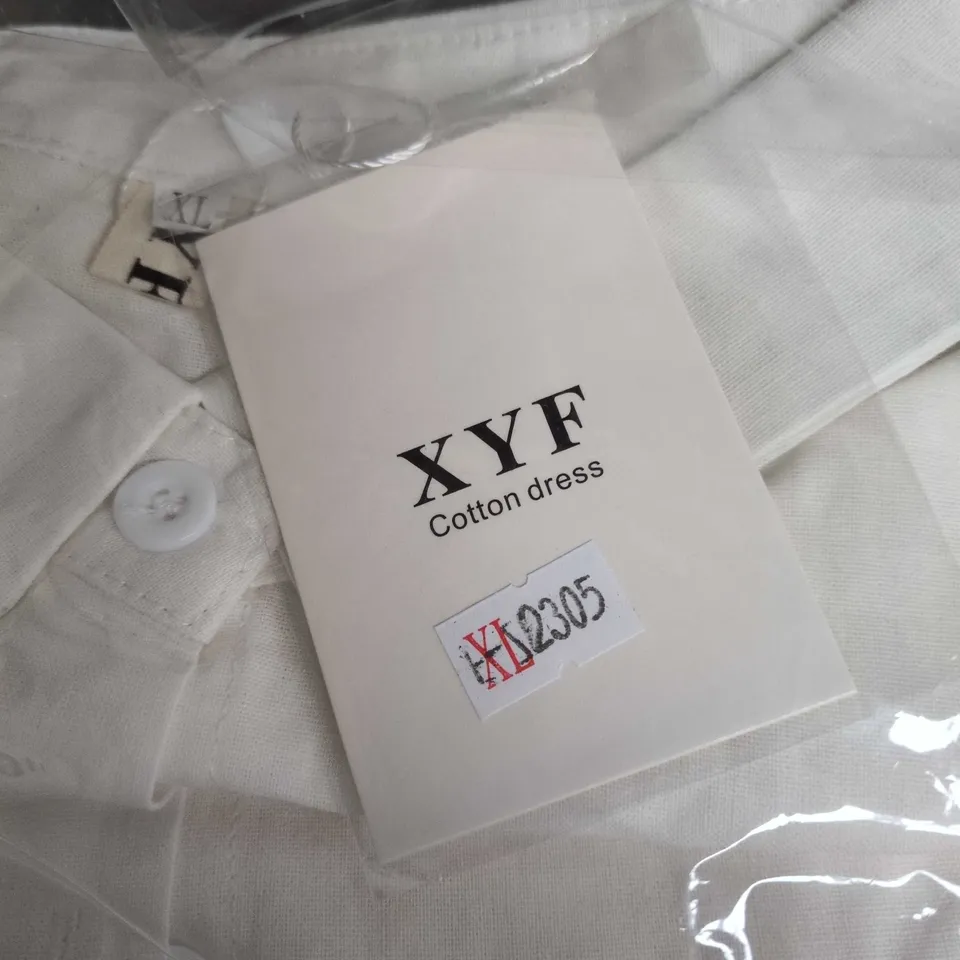 XL
XYF
Cotton dress
XL
2305